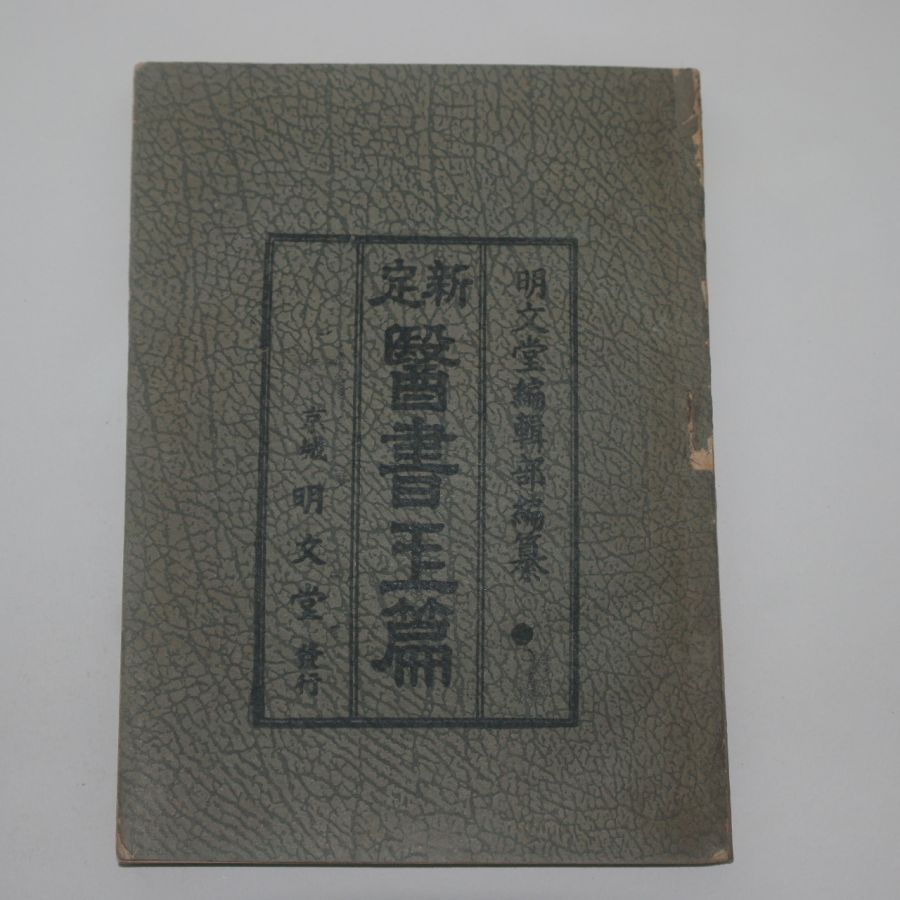 明文堂編輯部編纂
新定
醫書玉篇
京城 明文堂 發行